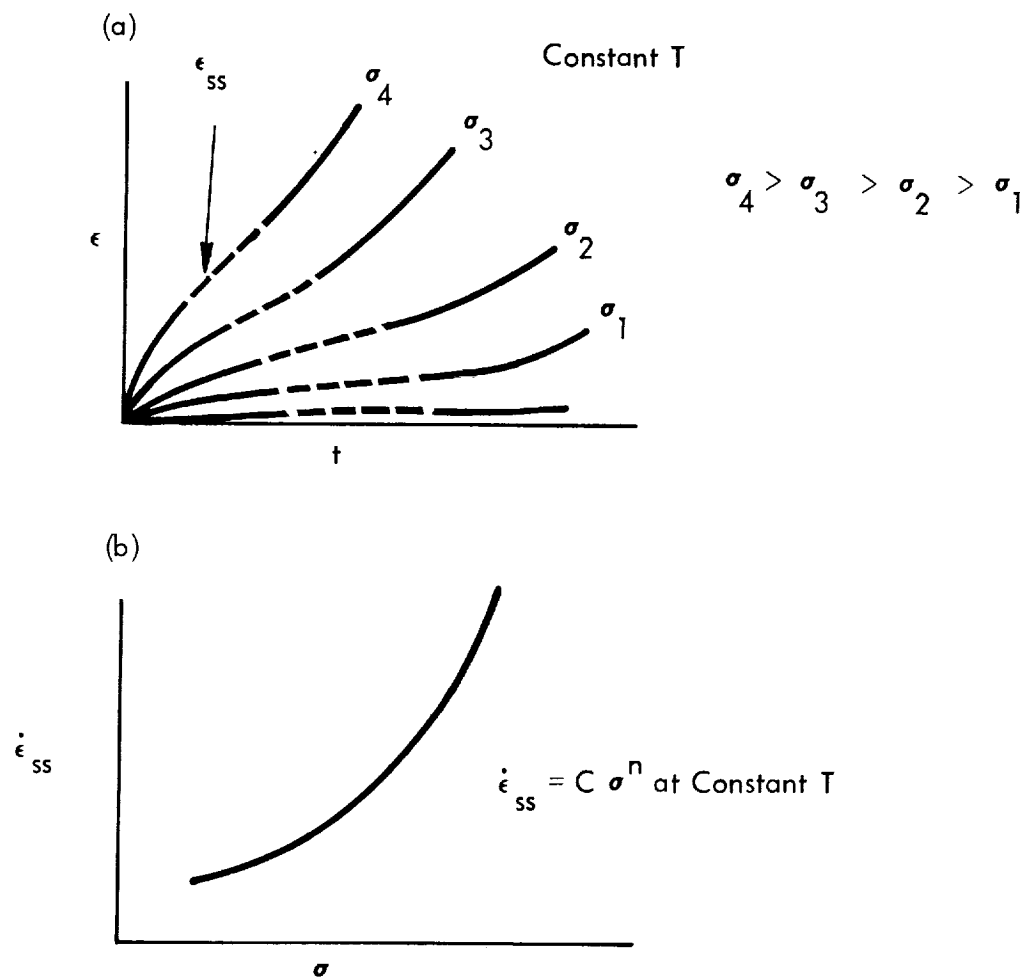 (a)
Constant T
ϵ_ss
σ_4
σ_3
σ_4 > σ_3 > σ_2 > σ_1
σ_2
ϵ
σ_1
t
(b)
ϵ̇_ss
ϵ̇_ss = C σ^n at Constant T
σ